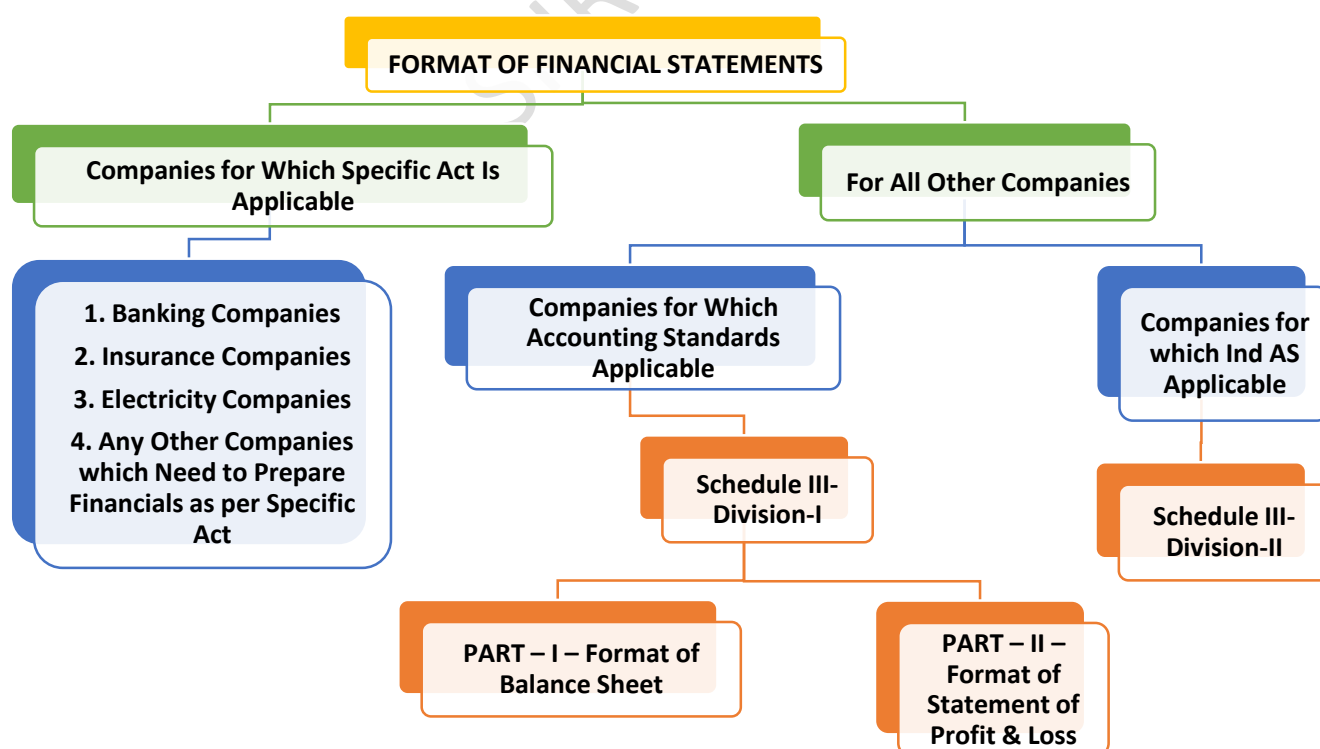 FORMAT OF FINANCIAL STATEMENTS
Companies for Which Specific Act Is
Applicable
For All Other Companies
1. Banking Companies
2. Insurance Companies
3. Electricity Companies
4. Any Other Companies
which Need to Prepare
Financials as per Specific
Act
Companies for Which
Accounting Standards
Applicable
Companies for
which Ind AS
Applicable
Schedule III-
Division-I
Schedule III-
Division-II
PART – I – Format of
Balance Sheet
PART – II –
Format of
Statement of
Profit & Loss